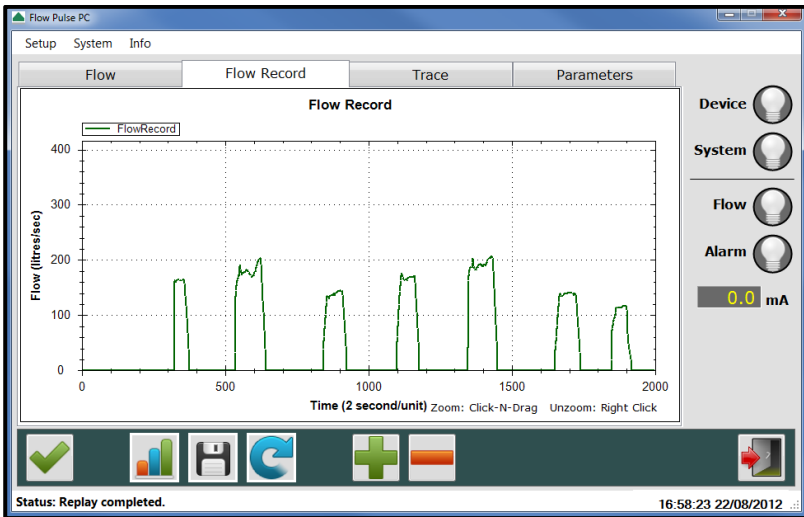 Flow Pulse PC
Setup System Info
Flow Flow Record Trace Parameters
Flow Record
FlowRecord
400
300
200
100
0
Flow (litres/sec)
0 500 1000 1500 2000
Time (2 second/unit) Zoom: Click-N-Drag Unzoom: Right Click
Device
System
Flow
Alarm
0.0 mA
Status: Replay completed. 16:58:23 22/08/2012